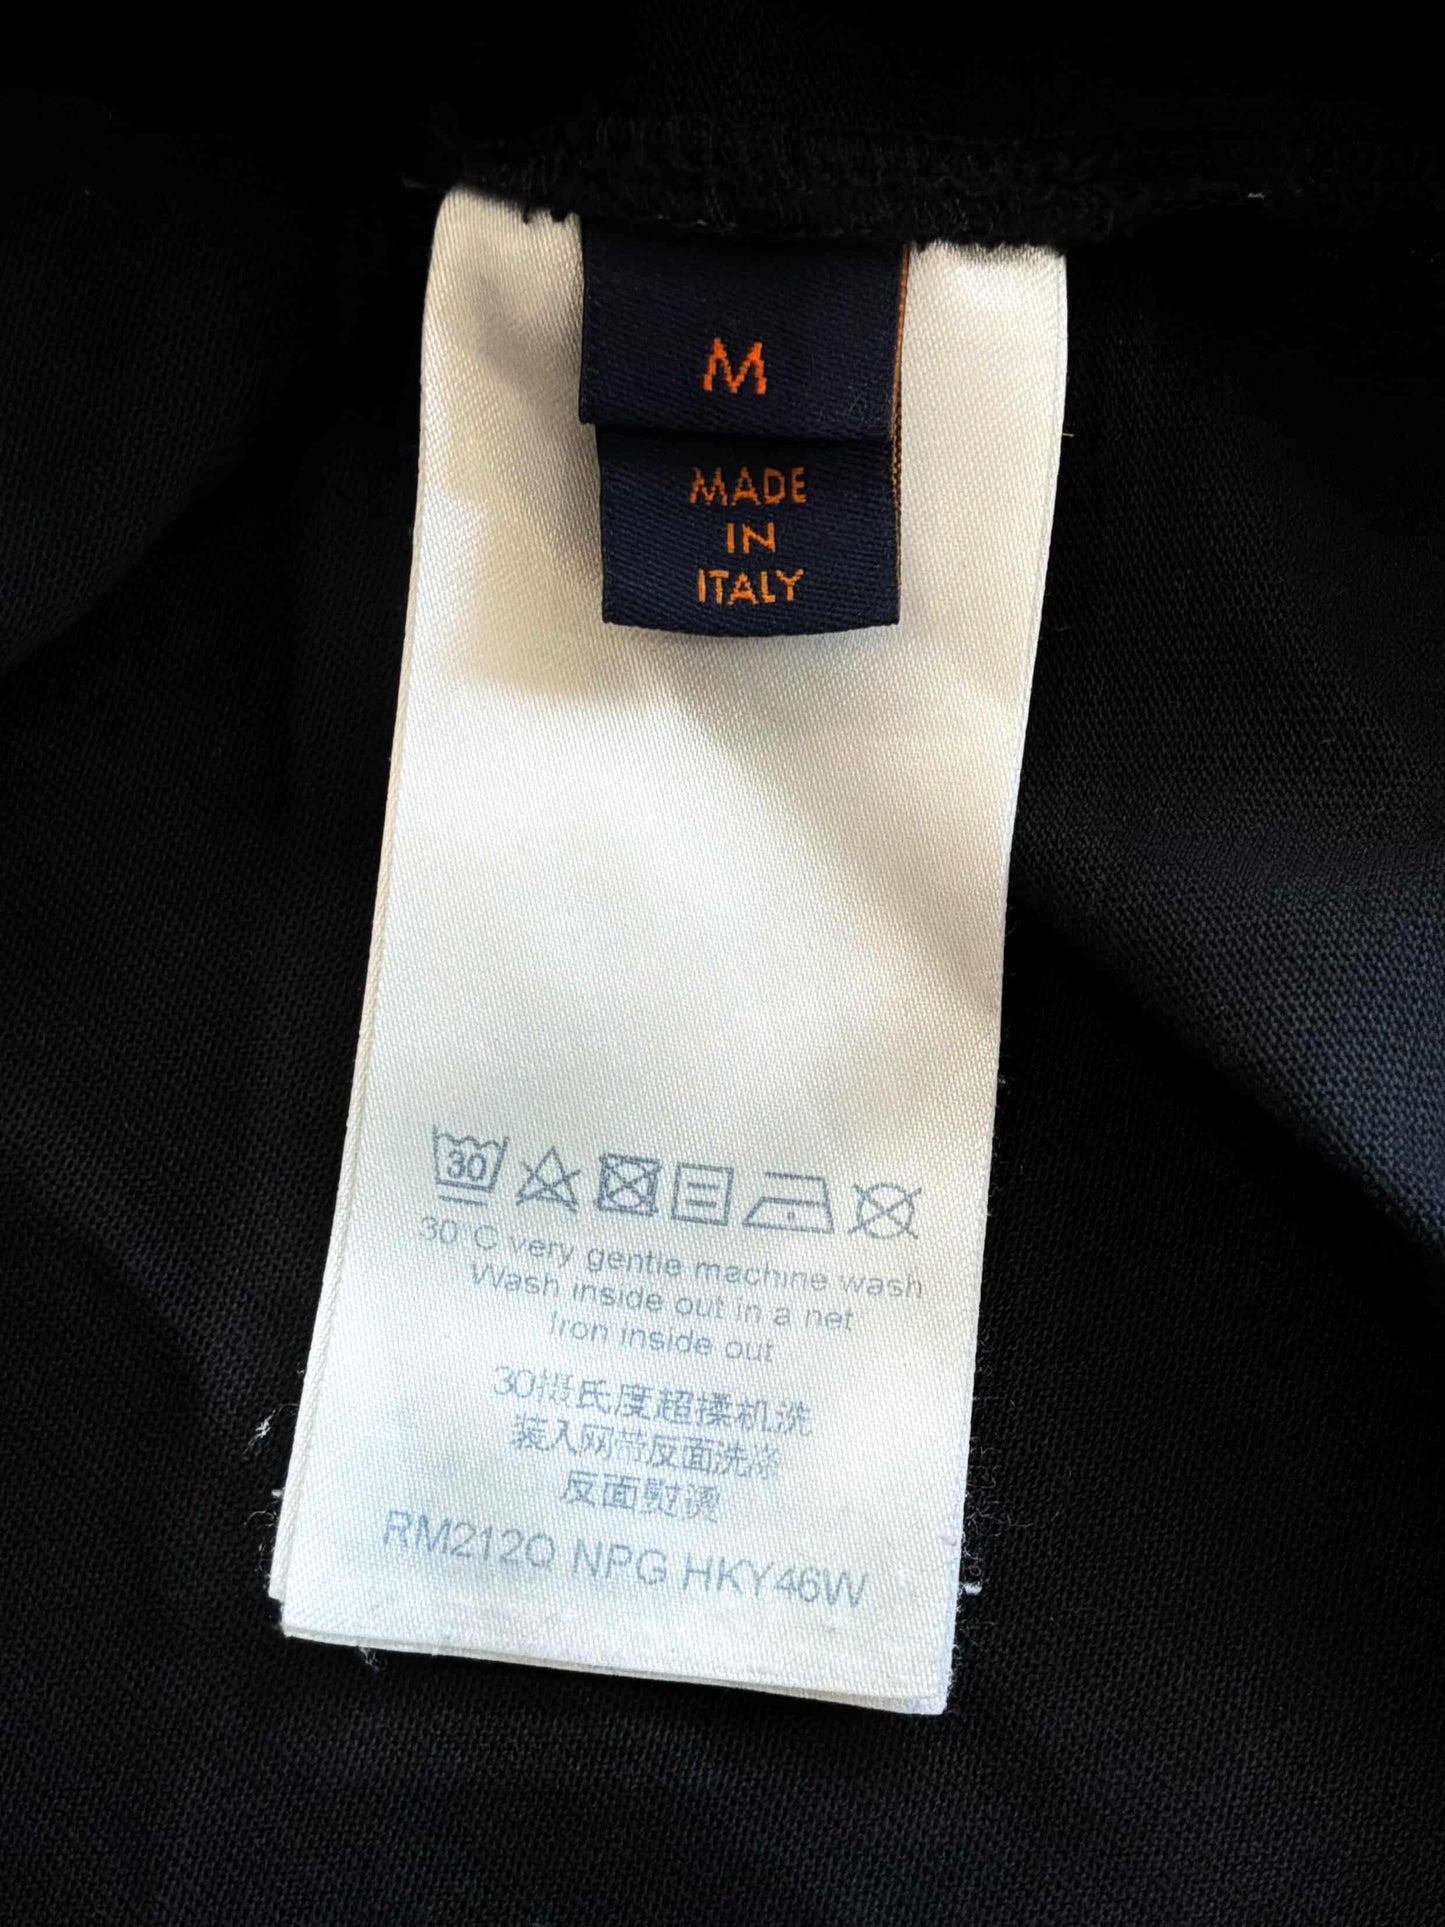 M
MADE
IN
ITALY
30
30°C very gentle machine wash
Wash inside out in a net
Iron inside out
30摄氏度超揉机洗
装入网带反面洗涤
反面熨烫
RM212Q NPG HKY46W